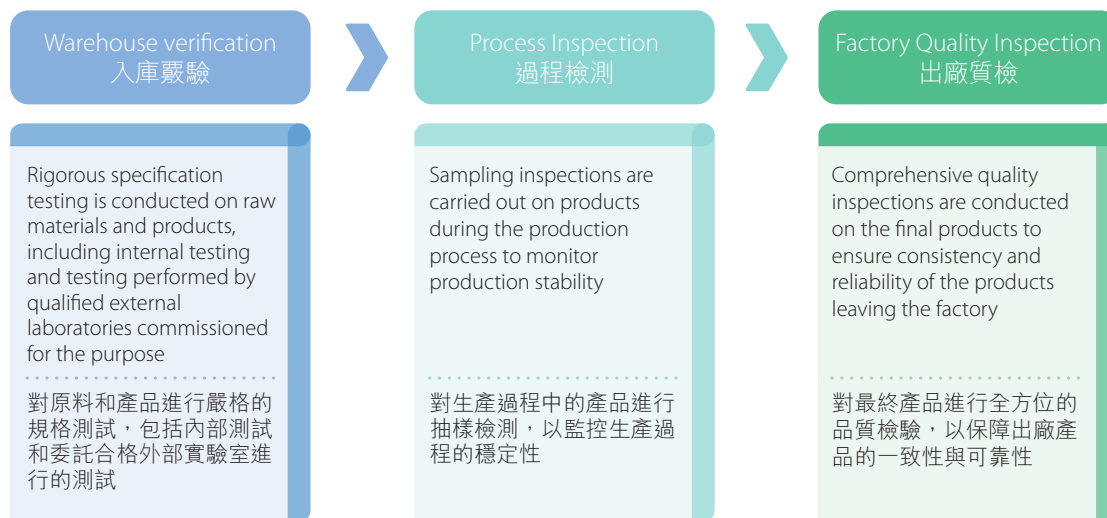 Warehouse verification
入庫覈驗
Process Inspection
過程檢測
Factory Quality Inspection
出廠質檢
Rigorous specification
testing is conducted on raw
materials and products,
including internal testing
and testing performed by
qualified external
laboratories commissioned
for the purpose
對原料和產品進行嚴格的
規格測試，包括內部測試
和委託合格外部實驗室進
行的測試
Sampling inspections are
carried out on products
during the production
process to monitor
production stability
對生產過程中的產品進行
抽樣檢測，以監控生產過
程的穩定性
Comprehensive quality
inspections are conducted
on the final products to
ensure consistency and
reliability of the products
leaving the factory
對最終產品進行全方位的
品質檢驗，以保障出廠產
品的一致性與可靠性